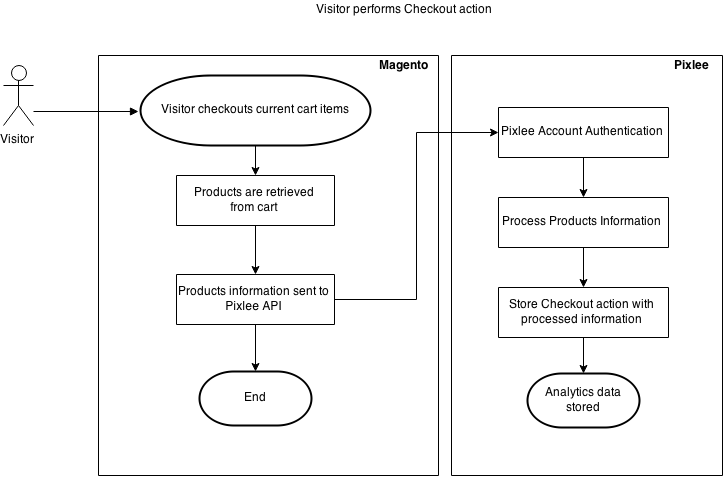 Visitor performs Checkout action
Magento
Pixlee
Visitor
Visitor checkouts current cart items
Products are retrieved
from cart
Products information sent to
Pixlee API
End
Pixlee Account Authentication
Process Products Information
Store Checkout action with
processed information
Analytics data
stored